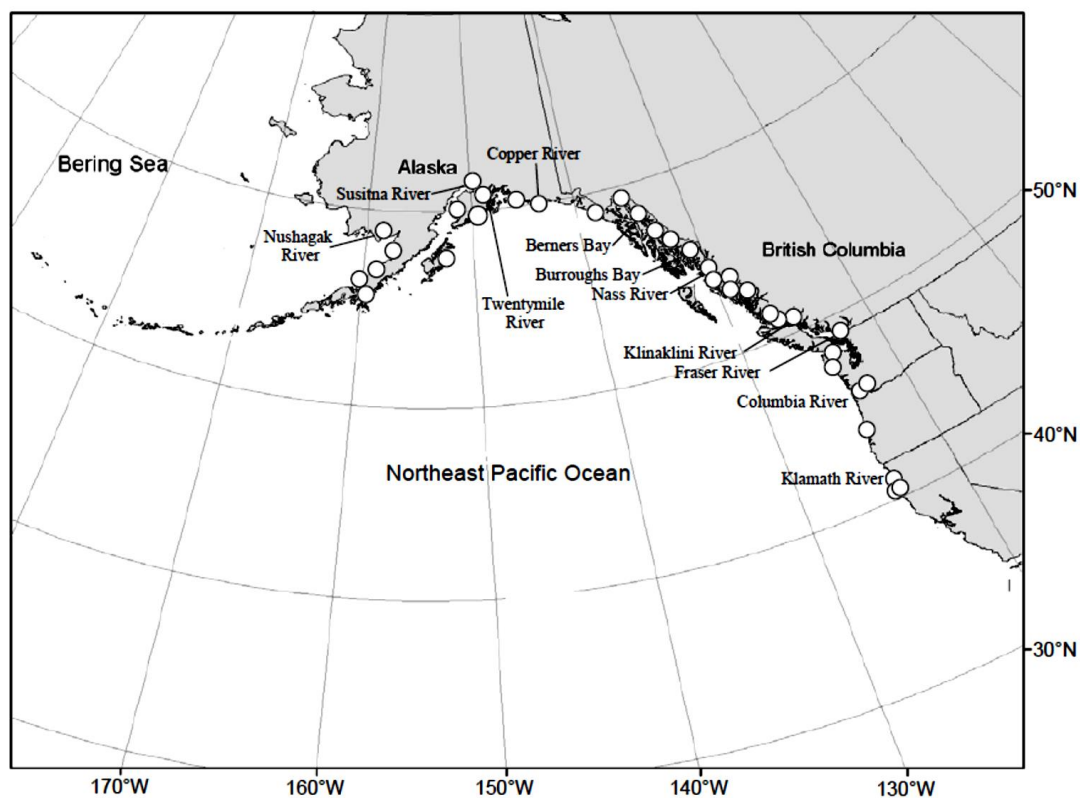 Copper River
Bering Sea
Alaska
Susitna River
50°N
Nushagak
River
Berners Bay
British Columbia
Burroughs Bay
Nass River
Twentymile
River
Klinaklini River
Fraser River
Columbia River
40°N
Northeast Pacific Ocean
Klamath River
30°N
170°W
160°W
150°W
140°W
130°W